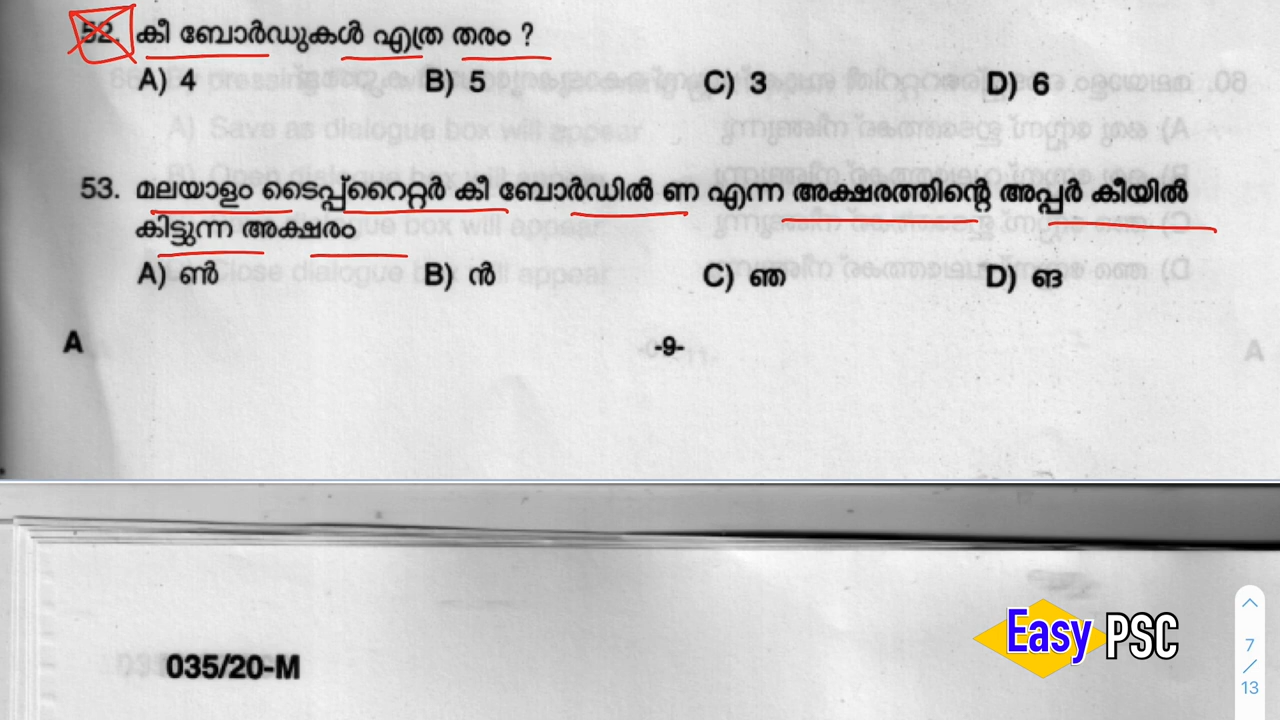 52. കീ ബോർഡുകൾ എത്ര തരം ?
A) 4 B) 5 C) 3 D) 6
53. മലയാളം ടൈപ്പ്റൈറ്റർ കീ ബോർഡിൽ ണ എന്ന അക്ഷരത്തിന്റെ അപ്പർ കീയിൽ
കിട്ടുന്ന അക്ഷരം
A) ൺ B) ൻ C) ഞ D) ങ
A -9-
035/20-M
Easy PSC
7
/
13